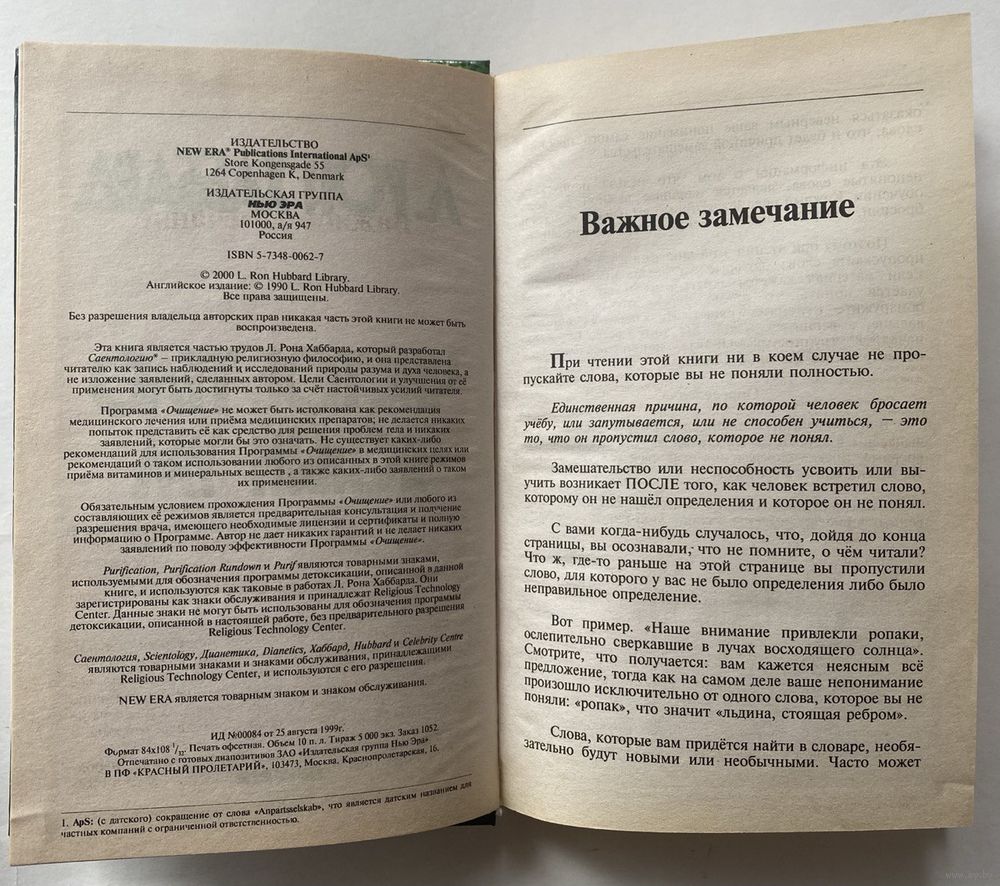 ИЗДАТЕЛЬСТВО
NEW ERA® Publications International ApS¹
Store Kongensgade 55
1264 Copenhagen K, Denmark
ИЗДАТЕЛЬСКАЯ ГРУППА
НЬЮ ЭРА
МОСКВА
101000, а/я 947
Россия
ISBN 5-7348-0062-7
© 2000 L. Ron Hubbard Library.
Английское издание: © 1990 L. Ron Hubbard Library.
Все права защищены.
Без разрешения владельца авторских прав никакая часть этой книги не может быть
воспроизведена.
Эта книга является частью трудов Л. Рона Хаббарда, который разработал
Саентологию* — прикладную религиозную философию, и она представлена
читателю как запись наблюдений и исследований природы разума и духа человека, а
не изложение заявлений, сделанных автором. Цели Саентологии и улучшения от её
применения могут быть достигнуты только за счёт настойчивых усилий читателя.
Программа «Очищение» не может быть истолкована как рекомендация
медицинского лечения или приёма медицинских препаратов; не делается никаких
попыток представить её как средство для решения проблем тела и никаких
заявлений, которые могли бы это означать. Не существует каких-либо
рекомендаций для использования Программы «Очищение» в медицинских целях или
рекомендации о таком использовании любого из описанных в этой книге режимов
приёма витаминов и минеральных веществ , а также каких-либо заявлений о таком
их применении.
Обязательным условием прохождения Программы «Очищение» или любого из
составляющих её режимов является предварительная консультация и получение
разрешения врача, имеющего необходимые лицензии и сертификаты и полную
информацию о Программе. Автор не дает никаких гарантий и не делает никаких
заявлений по поводу эффективности Программы «Очищение».
Purification, Purification Rundown и Purif являются товарными знаками,
используемыми для обозначения программы детоксикации, описанной в данной
книге, и используются как таковые в работах Л. Рона Хаббарда. Они
зарегистрированы как знаки обслуживания и принадлежат Religious Technology
Center. Данные знаки не могут быть использованы для обозначения программы
детоксикации, описанной в настоящей работе, без предварительного разрешения
Religious Technology Center.
Саентология, Scientology, Дианетика, Dianetics, Хаббард, Hubbard и Celebrity Centre
являются товарными знаками и знаками обслуживания, принадлежащими
Religious Technology Center, и используются с его разрешения.
NEW ERA является товарным знаком и знаком обслуживания.
ИД №00084 от 25 августа 1999г.
Формат 84х108 1/32. Печать офсетная. Объем 10 п. л. Тираж 5 000 экз. Заказ 1052.
Отпечатано с готовых диапозитивов ЗАО «Издательская группа Нью Эра»
В ПФ «КРАСНЫЙ ПРОЛЕТАРИЙ», 103473, Москва. Краснопролетарская, 16.
1. ApS: (с датского) сокращение от слова «Anpartsselskab», что является датским названием для
частных компаний с ограниченной ответственностью.
Важное замечание
При чтении этой книги ни в коем случае не про-
пускайте слова, которые вы не поняли полностью.
Единственная причина, по которой человек бросает
учёбу, или запутывается, или не способен учиться, — это
то, что он пропустил слово, которое не понял.
Замешательство или неспособность усвоить или вы-
учить возникает ПОСЛЕ того, как человек встретил слово,
которому он не нашёл определения и которое он не понял.
С вами когда-нибудь случалось, что, дойдя до конца
страницы, вы осознавали, что не помните, о чём читали?
Что ж, где-то раньше на этой странице вы пропустили
слово, для которого у вас не было определения либо было
неправильное определение.
Вот пример. «Наше внимание привлекли ропаки,
ослепительно сверкавшие в лучах восходящего солнца».
Смотрите, что получается: вам кажется неясным всё
предложение, тогда как на самом деле ваше непонимание
произошло исключительно от одного слова, которое вы не
поняли: «ропак», что значит «льдина, стоящая ребром».
Слова, которые вам придётся найти в словаре, необя-
зательно будут новыми или необычными. Часто может